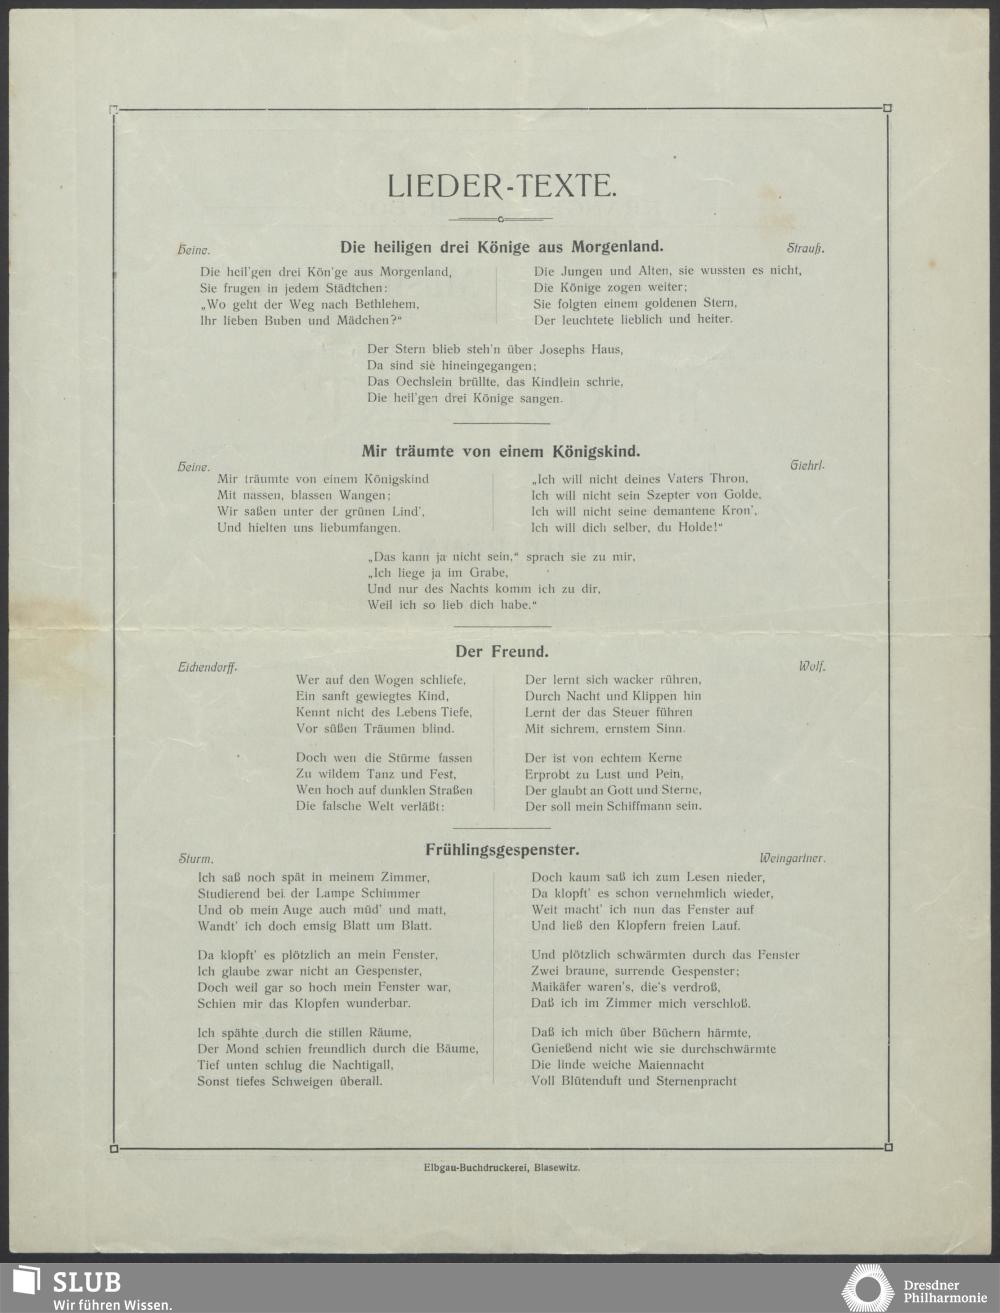 LIEDER-TEXTE.
Heine.
Die heiligen drei Könige aus Morgenland.
Strauß.
Die heil'gen drei Kön'ge aus Morgenland,
Sie frugen in jedem Städtchen:
„Wo geht der Weg nach Bethlehem,
Ihr lieben Buben und Mädchen?“
Die Jungen und Alten, sie wussten es nicht,
Die Könige zogen weiter;
Sie folgten einem goldenen Stern,
Der leuchtete lieblich und heiter.
Der Stern blieb steh'n über Josephs Haus,
Da sind sie hineingegangen;
Das Oechslein brüllte, das Kindlein schrie,
Die heil'gen drei Könige sangen.
Mir träumte von einem Königskind.
Heine.
Giehrl.
Mir träumte von einem Königskind
Mit nassen, blassen Wangen;
Wir saßen unter der grünen Lind',
Und hielten uns liebumfangen.
„Ich will nicht deines Vaters Thron,
Ich will nicht sein Szepter von Golde,
Ich will nicht seine demantene Kron',
Ich will dich selber, du Holde!“
„Das kann ja nicht sein,“ sprach sie zu mir,
„Ich liege ja im Grabe,
Und nur des Nachts komm ich zu dir,
Weil ich so lieb dich habe.“
Der Freund.
Eichendorff.
Wolf.
Wer auf den Wogen schliefe,
Ein sanft gewiegtes Kind,
Kennt nicht des Lebens Tiefe,
Vor süßen Träumen blind.
Doch wen die Stürme fassen
Zu wildem Tanz und Fest,
Wen hoch auf dunklen Straßen
Die falsche Welt verläßt:
Der lernt sich wacker rühren,
Durch Nacht und Klippen hin
Lernt der das Steuer führen
Mit sichrem, ernstem Sinn.
Der ist von echtem Kerne
Erprobt zu Lust und Pein,
Der glaubt an Gott und Sterne,
Der soll mein Schiffmann sein.
Frühlingsgespenster.
Sturm.
Weingartner.
Ich saß noch spät in meinem Zimmer,
Studierend bei der Lampe Schimmer
Und ob mein Auge auch müd' und matt,
Wandt' ich doch emsig Blatt um Blatt.
Da klopft' es plötzlich an mein Fenster,
Ich glaube zwar nicht an Gespenster,
Doch weil gar so hoch mein Fenster war,
Schien mir das Klopfen wunderbar.
Ich spähte durch die stillen Räume,
Der Mond schien freundlich durch die Bäume,
Tief unten schlug die Nachtigall,
Sonst tiefes Schweigen überall.
Doch kaum saß ich zum Lesen nieder,
Da klopft' es schon vernehmlich wieder,
Weit macht' ich nun das Fenster auf
Und ließ den Klopfern freien Lauf.
Und plötzlich schwärmten durch das Fenster
Zwei braune, surrende Gespenster;
Maikäfer waren's, die's verdroß,
Daß ich im Zimmer mich verschloß.
Daß ich mich über Büchern härmte,
Genießend nicht wie sie durchschwärmte
Die linde weiche Maiennacht
Voll Blütenduft und Sternenpracht
Elbgau-Buchdruckerei, Blasewitz.
SLUB
Wir führen Wissen.
Dresdner
Philharmonie